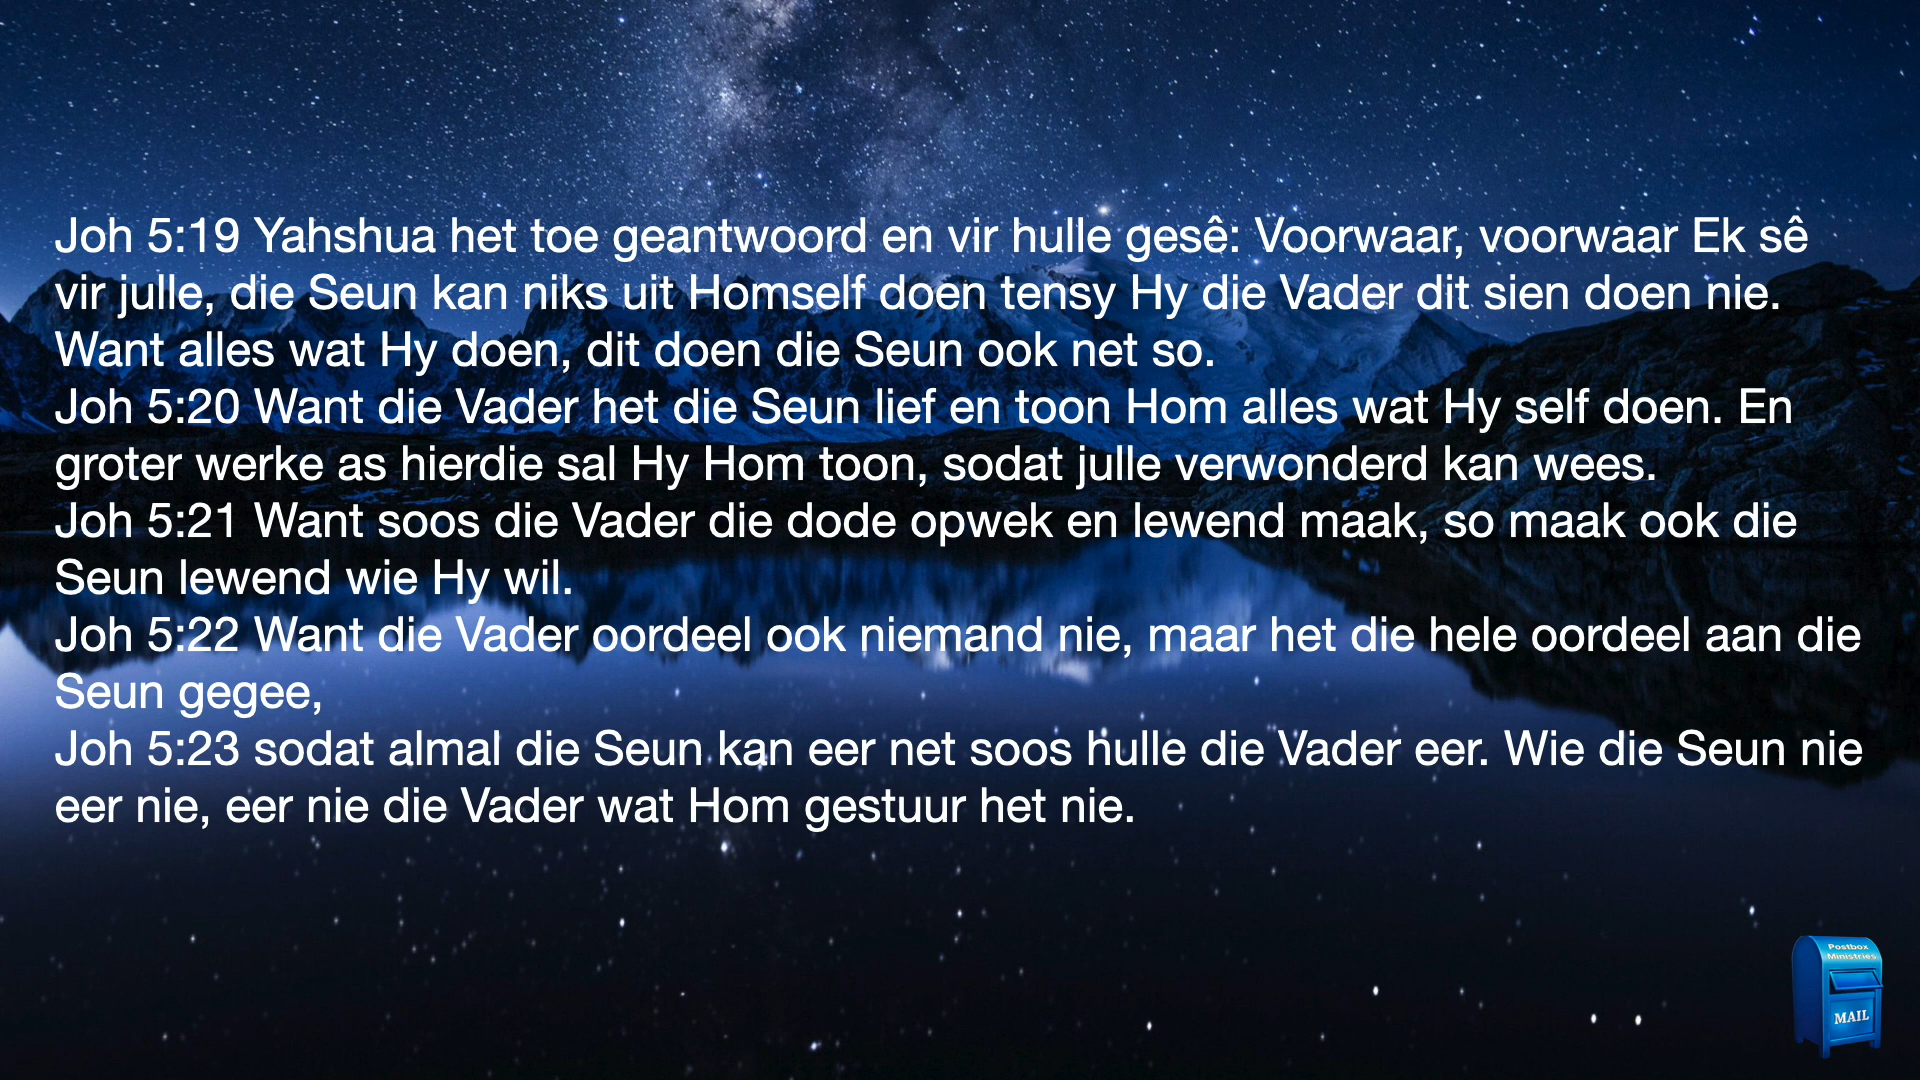 Joh 5:19 Yahshua het toe geantwoord en vir hulle gesê: Voorwaar, voorwaar Ek sê
vir julle, die Seun kan niks uit Homself doen tensy Hy die Vader dit sien doen nie.
Want alles wat Hy doen, dit doen die Seun ook net so.
Joh 5:20 Want die Vader het die Seun lief en toon Hom alles wat Hy self doen. En
groter werke as hierdie sal Hy Hom toon, sodat julle verwonderd kan wees.
Joh 5:21 Want soos die Vader die dode opwek en lewend maak, so maak ook die
Seun lewend wie Hy wil.
Joh 5:22 Want die Vader oordeel ook niemand nie, maar het die hele oordeel aan die
Seun gegee,
Joh 5:23 sodat almal die Seun kan eer net soos hulle die Vader eer. Wie die Seun nie
eer nie, eer nie die Vader wat Hom gestuur het nie.
Postbox
Ministries
MAIL